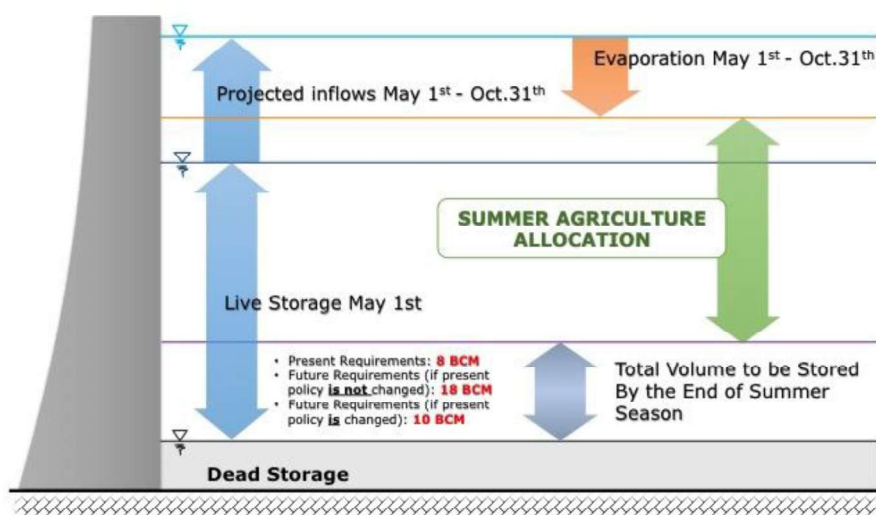 Evaporation May 1st - Oct.31th
Projected inflows May 1st - Oct.31th
SUMMER AGRICULTURE
ALLOCATION
Live Storage May 1st
• Present Requirements: 8 BCM
• Future Requirements (if present
policy is not changed): 18 BCM
• Future Requirements (if present
policy is changed): 10 BCM
Total Volume to be Stored
By the End of Summer
Season
Dead Storage